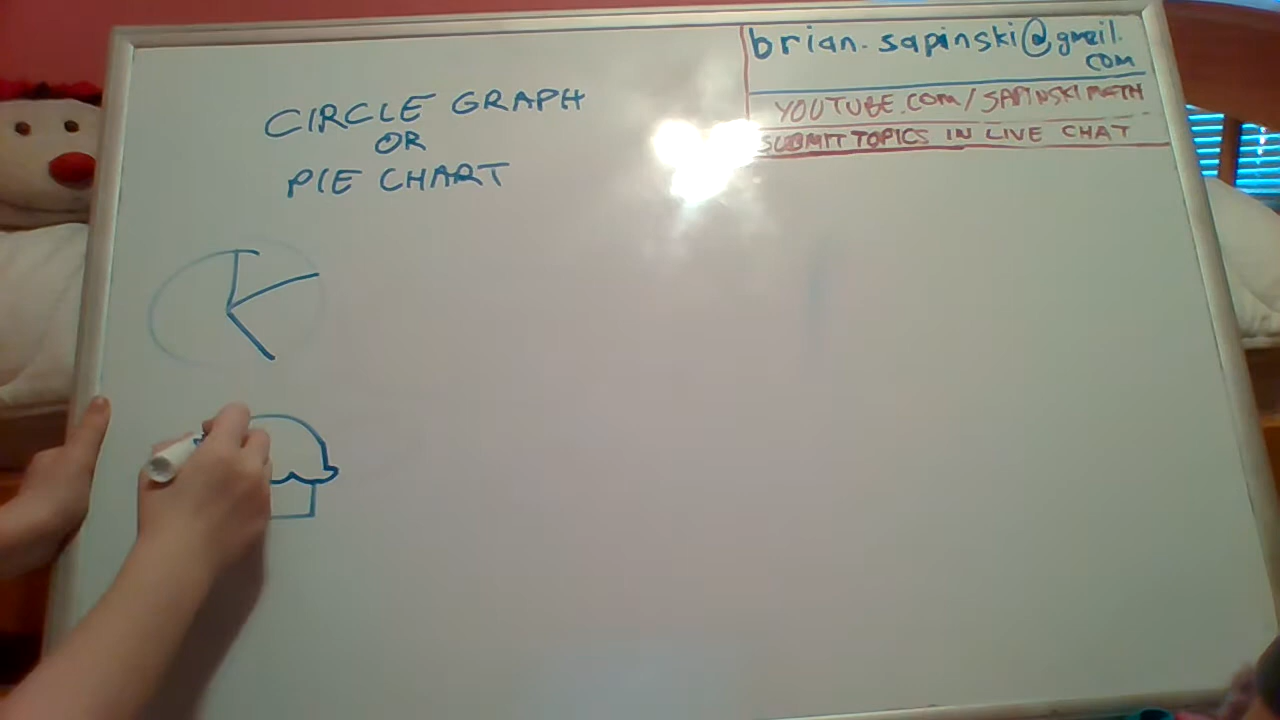 CIRCLE GRAPH
OR
PIE CHART
brian.sapinski@gmail.
com
YOUTUBE.COM/SAPINSKIMATH
SUBMIT TOPICS IN LIVE CHAT